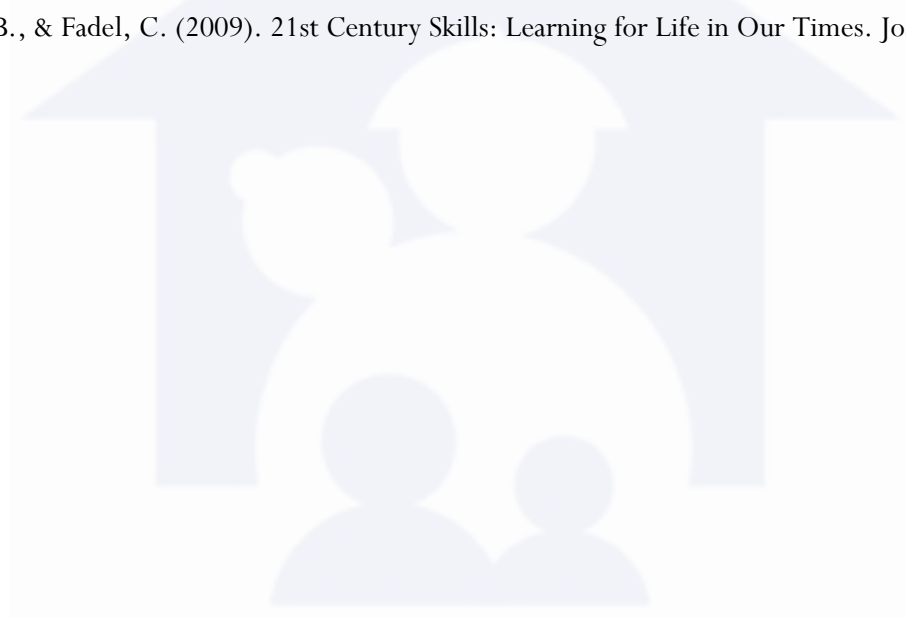 B., & Fadel, C. (2009). 21st Century Skills: Learning for Life in Our Times. Jo